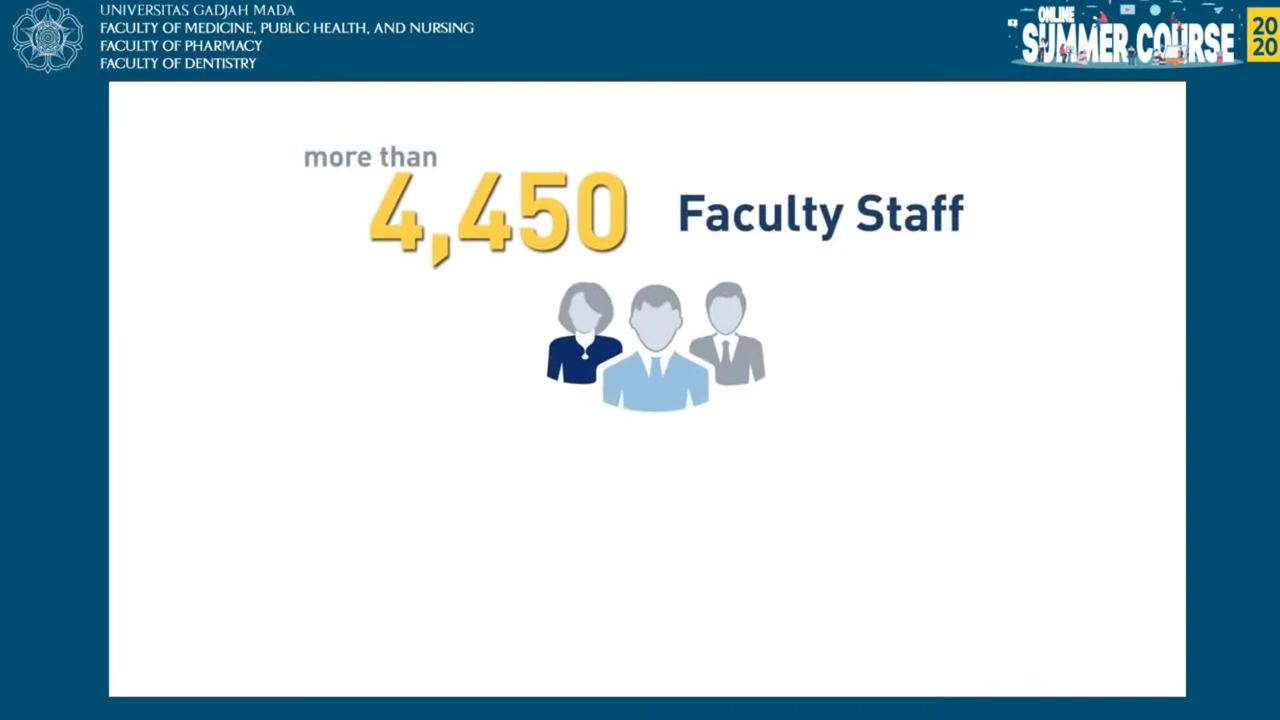 UNIVERSITAS GADJAH MADA
FACULTY OF MEDICINE, PUBLIC HEALTH, AND NURSING
FACULTY OF PHARMACY
FACULTY OF DENTISTRY
ONLINE
SUMMER COURSE
20
20
more than
4,450
Faculty Staff